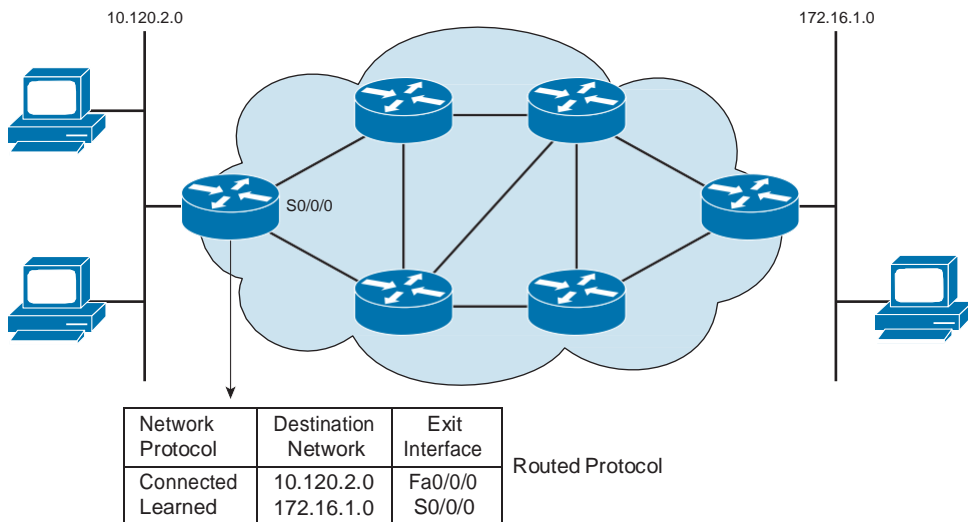 10.120.2.0
172.16.1.0
S0/0/0
Network Protocol Destination Network Exit Interface
Connected 10.120.2.0 Fa0/0/0
Learned 172.16.1.0 S0/0/0
Routed Protocol